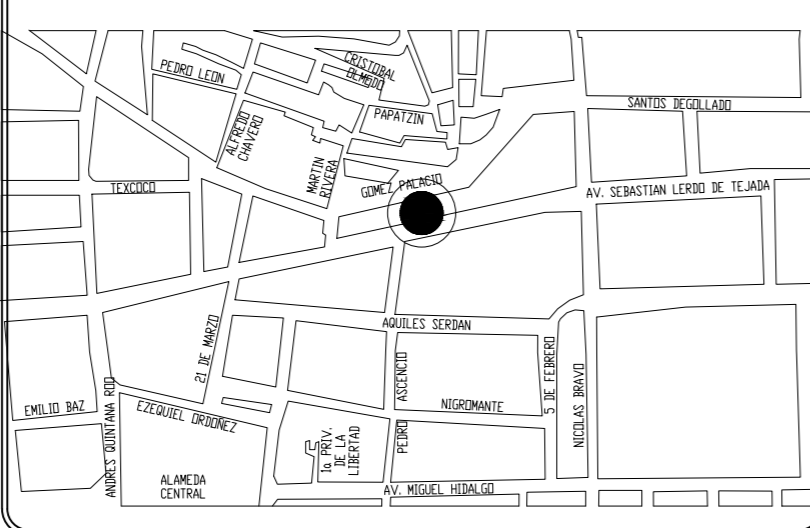 CRISTOBAL
OLMEDO
PEDRO LEON
SANTOS DEGOLLADO
PAPATZIN
ALFREDO
CHAVERO
MARTIN
RIVERA
GOMEZ PALACIO
TEXCOCO
AV. SEBASTIAN LERDO DE TEJADA
AQUILES SERDAN
21 DE MARZO
ASCENCIO
5 DE FEBRERO
NICOLAS BRAVO
EMILIO BAZ
ANDRES QUINTANA ROO
EZEQUIEL ORDOÑEZ
NIGROMANTE
1a PRIV.
DE LA
LIBERTAD
PEDRO
ALAMEDA
CENTRAL
AV. MIGUEL HIDALGO